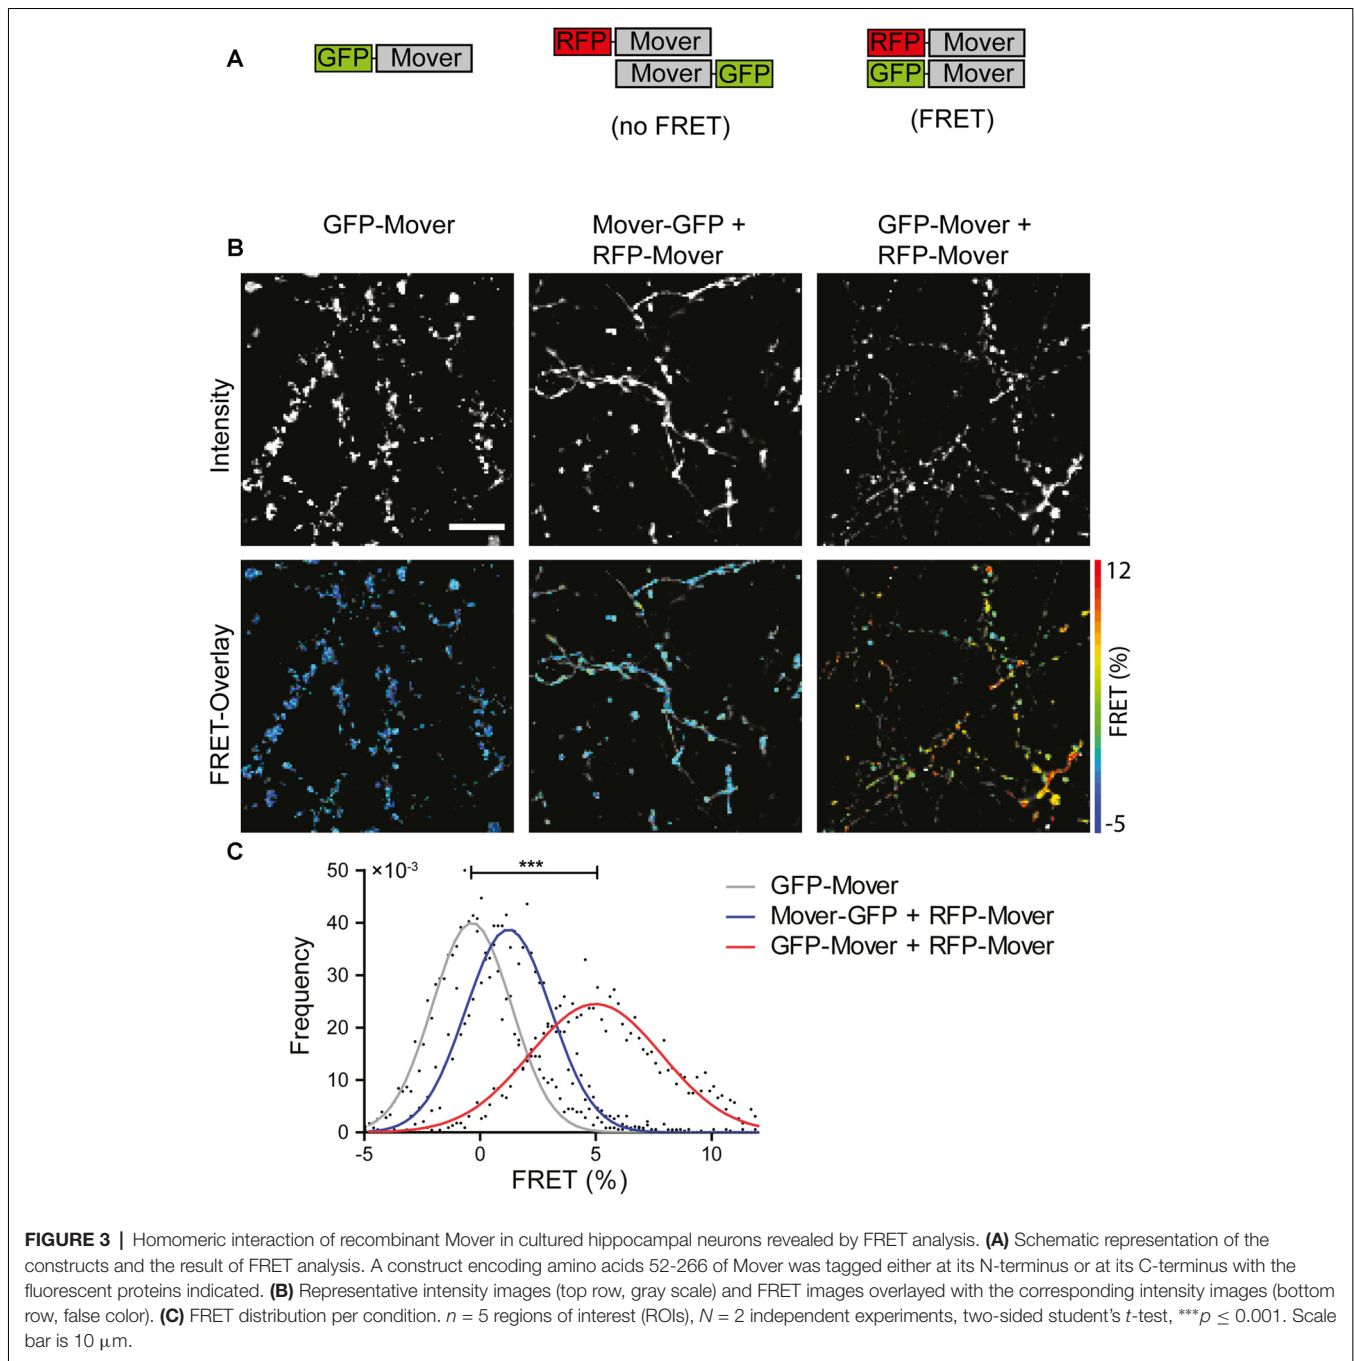 A
GFP Mover
RFP Mover
Mover GFP
(no FRET)
RFP Mover
GFP Mover
(FRET)
B
GFP-Mover
Mover-GFP +
RFP-Mover
GFP-Mover +
RFP-Mover
Intensity
FRET-Overlay
12
FRET (%)
-5
C
50
×10-3
***
40
30
20
10
0
Frequency
-5 0 5 10
FRET (%)
GFP-Mover
Mover-GFP + RFP-Mover
GFP-Mover + RFP-Mover
FIGURE 3 | Homomeric interaction of recombinant Mover in cultured hippocampal neurons revealed by FRET analysis. (A) Schematic representation of the
constructs and the result of FRET analysis. A construct encoding amino acids 52-266 of Mover was tagged either at its N-terminus or at its C-terminus with the
fluorescent proteins indicated. (B) Representative intensity images (top row, gray scale) and FRET images overlayed with the corresponding intensity images (bottom
row, false color). (C) FRET distribution per condition. n = 5 regions of interest (ROIs), N = 2 independent experiments, two-sided student's t-test, ***p ≤ 0.001. Scale
bar is 10 μm.